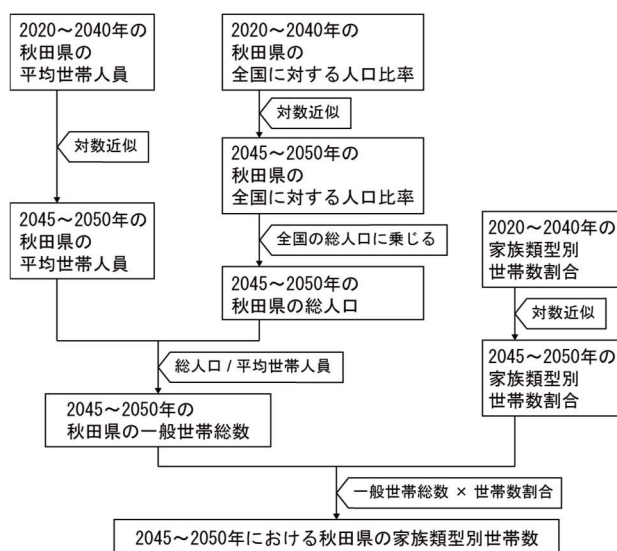 2020～2040年の
秋田県の
平均世帯人員
2020～2040年の
秋田県の
全国に対する人口比率
対数近似
対数近似
2045～2050年の
秋田県の
全国に対する人口比率
2045～2050年の
秋田県の
平均世帯人員
全国の総人口に乗じる
2020～2040年の
家族類型別
世帯数割合
2045～2050年の
秋田県の総人口
対数近似
総人口 / 平均世帯人員
2045～2050年の
家族類型別
世帯数割合
2045～2050年の
秋田県の一般世帯総数
一般世帯総数 × 世帯数割合
2045～2050年における秋田県の家族類型別世帯数